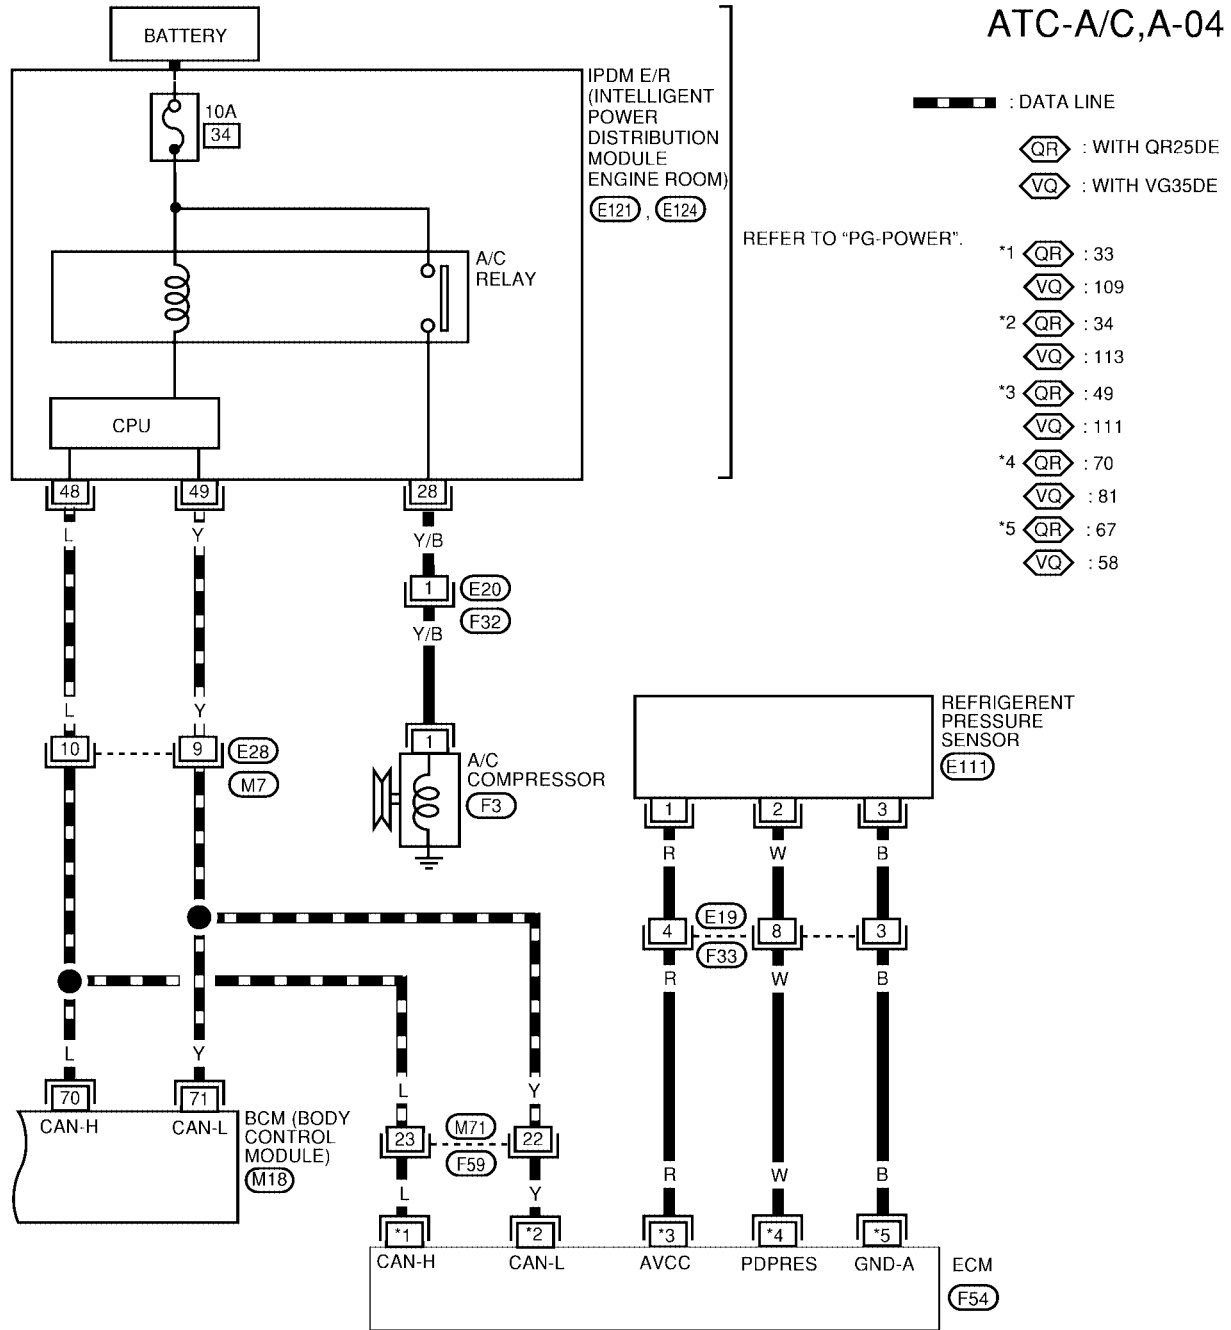 ATC-A/C,A-04
BATTERY
10A
34
IPDM E/R
(INTELLIGENT
POWER
DISTRIBUTION
MODULE
ENGINE ROOM)
E121 , E124
: DATA LINE
QR : WITH QR25DE
VQ : WITH VG35DE
REFER TO “PG-POWER”.
*1 QR : 33
VQ : 109
*2 QR : 34
VQ : 113
*3 QR : 49
VQ : 111
*4 QR : 70
VQ : 81
*5 QR : 67
VQ : 58
A/C
RELAY
CPU
48 49 28
L Y Y/B
1 E20
F32
Y/B
L Y
10 9 E28
M7
1
A/C
COMPRESSOR
F3
REFRIGERENT
PRESSURE
SENSOR
E111
1 2 3
R W B
4 E19 8 3
F33
R W B
L Y
70 71
CAN-H CAN-L
BCM (BODY
CONTROL
MODULE)
M18
L Y
23 M71 22
F59
L Y R W B
*1 *2 *3 *4 *5
CAN-H CAN-L AVCC PDPRES GND-A
ECM
F54